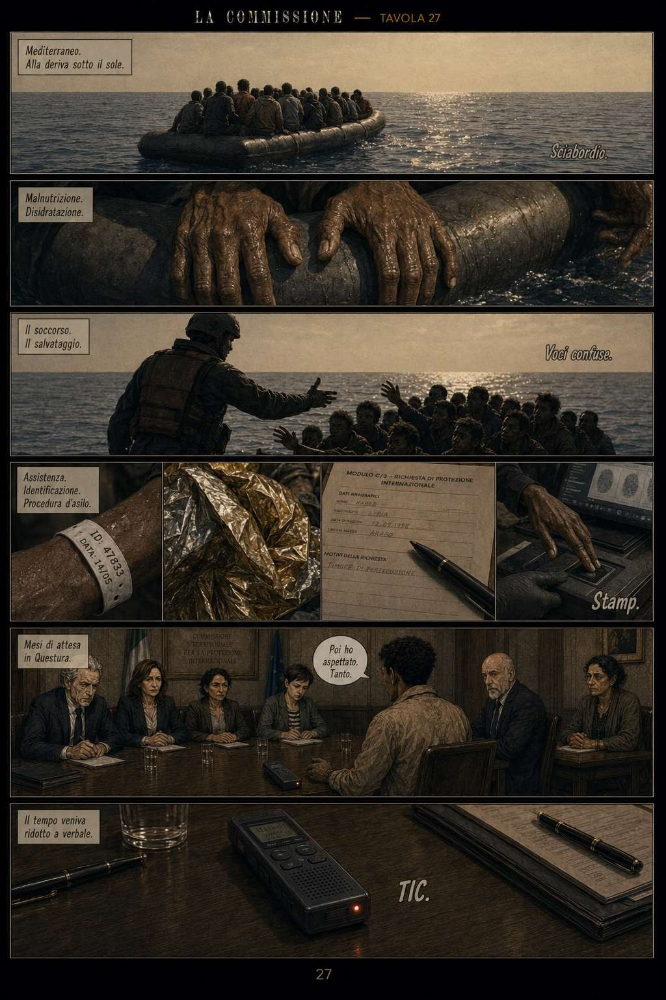 LA COMMISSIONE — TAVOLA 27
Mediterraneo.
Alla deriva sotto il sole.
Sciabordio.
Malnutrizione.
Disidratazione.
Il soccorso.
Il salvataggio.
Voci confuse.
Assistenza.
Identificazione.
Procedura d'asilo.
ID: 47833
DATA: 14/05
MODULO C/3 – RICHIESTA DI PROTEZIONE
INTERNAZIONALE
DATI ANAGRAFICI
NOME
NAZIONALITÀ LIBIA
DATA DI NASCITA 12.09.1998
ARABO
MOTIVI DELLA RICHIESTA
TIMORE DI PERSECUZIONE
Stamp.
Mesi di attesa
in Questura.
COMMISSIONE
TERRITORIALE
PER LA PROTEZIONE
INTERNAZIONALE
Poi ho
aspettato.
Tanto.
Il tempo veniva
ridotto a verbale.
TIC.
27